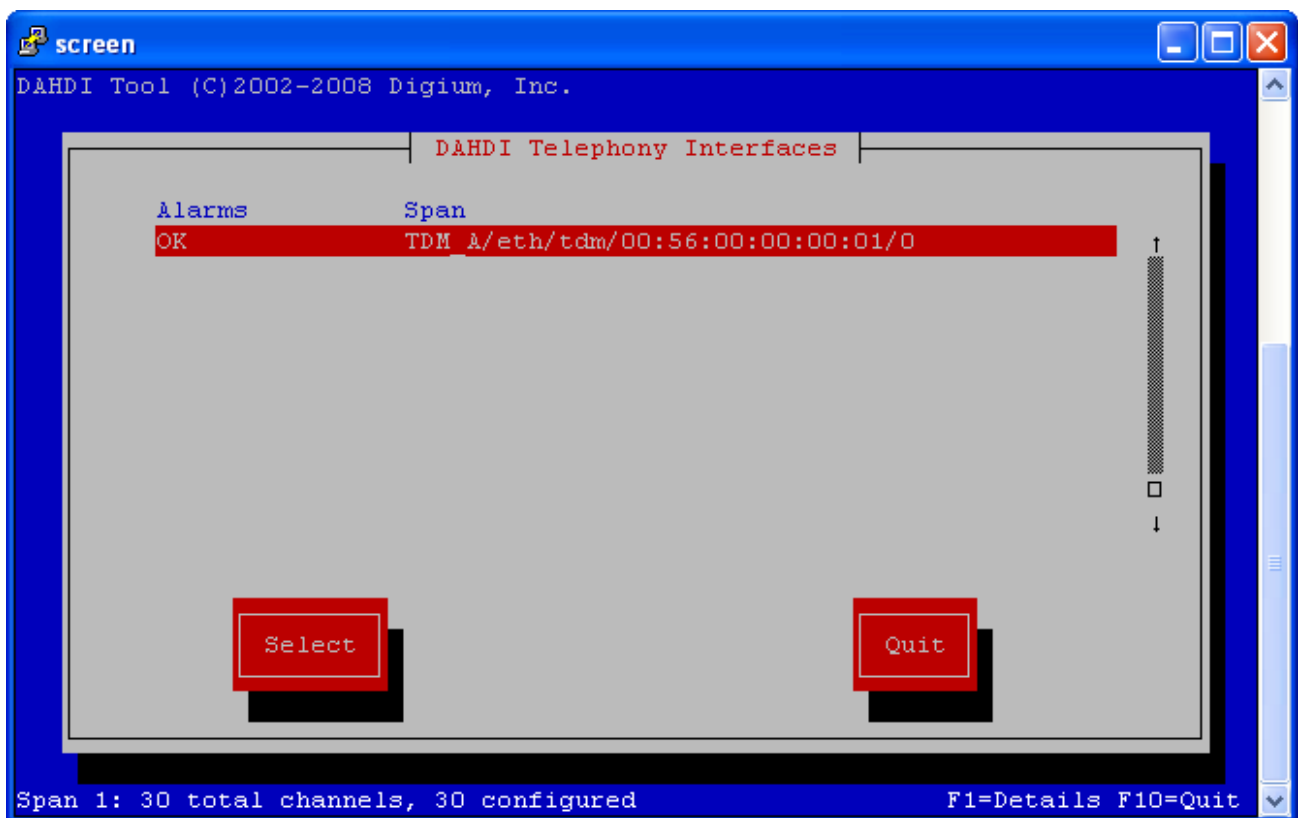 screen
DAHDI Tool (C)2002-2008 Digium, Inc.
DAHDI Telephony Interfaces
Alarms Span
OK TDM_A/eth/tdm/00:56:00:00:00:01/0
Select Quit
Span 1: 30 total channels, 30 configured F1=Details F10=Quit